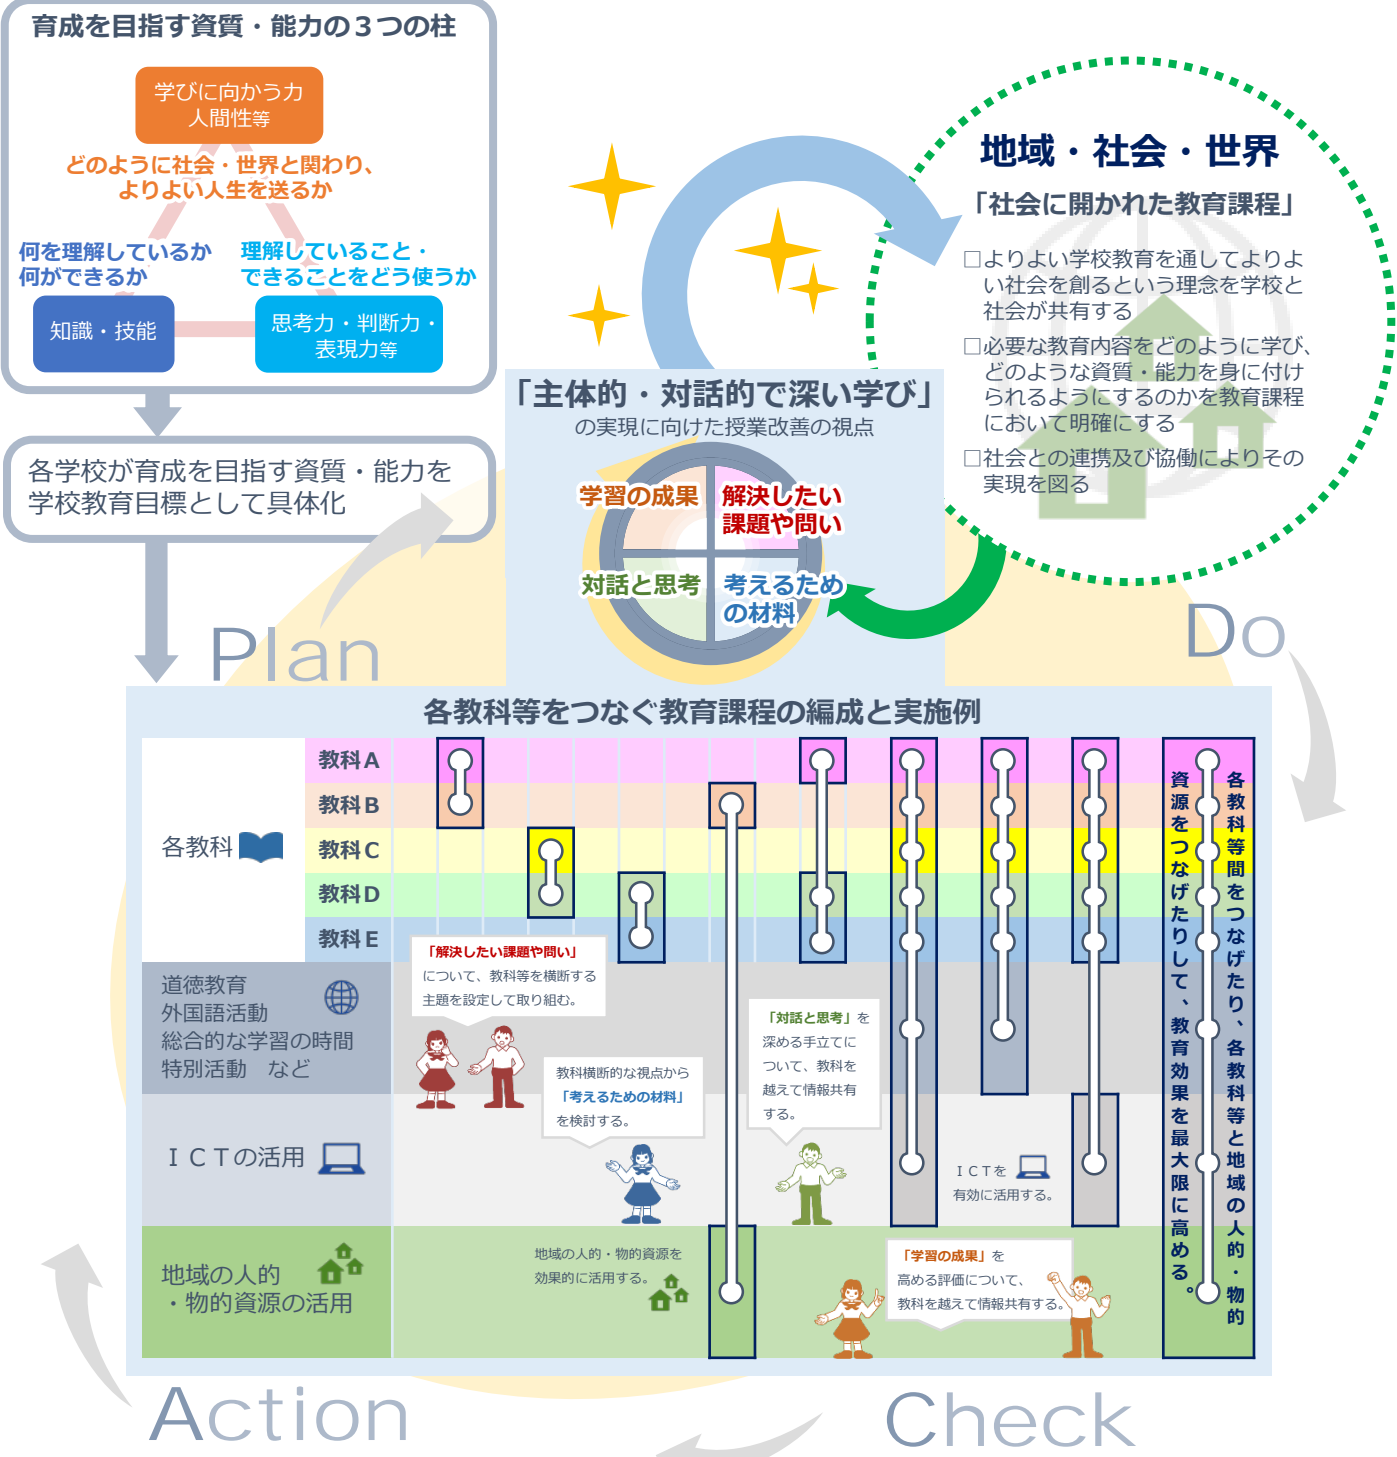 育成を目指す資質・能力の３つの柱
学びに向かう力
人間性等
どのように社会・世界と関わり、
よりよい人生を送るか
何を理解しているか
何ができるか
理解していること・
できることをどう使うか
知識・技能
思考力・判断力・
表現力等
各学校が育成を目指す資質・能力を
学校教育目標として具体化
地域・社会・世界
「社会に開かれた教育課程」
□よりよい学校教育を通してよりよ
い社会を創るという理念を学校と
社会が共有する
□必要な教育内容をどのように学び、
どのような資質・能力を身に付け
られるようにするのかを教育課程
において明確にする
□社会との連携及び協働によりその
実現を図る
「主体的・対話的で深い学び」
の実現に向けた授業改善の視点
学習の成果
解決したい
課題や問い
対話と思考
考えるため
の材料
Plan
Do
各教科等をつなぐ教育課程の編成と実施例
各教科
教科A
教科B
教科C
教科D
教科E
道徳教育
外国語活動
総合的な学習の時間
特別活動　など
ＩＣＴの活用
地域の人的
・物的資源の活用
「解決したい課題や問い」
について、教科等を横断する
主題を設定して取り組む。
教科横断的な視点から
「考えるための材料」
を検討する。
「対話と思考」を
深める手立てに
ついて、教科を
越えて情報共有
する。
ＩＣＴを
有効に活用する。
地域の人的・物的資源を
効果的に活用する。
「学習の成果」を
高める評価について、
教科を越えて情報共有する。
各教科等間をつなげたり、各教科等と地域の人的・物的
資源をつなげたりして、教育効果を最大限に高める。
Action
Check